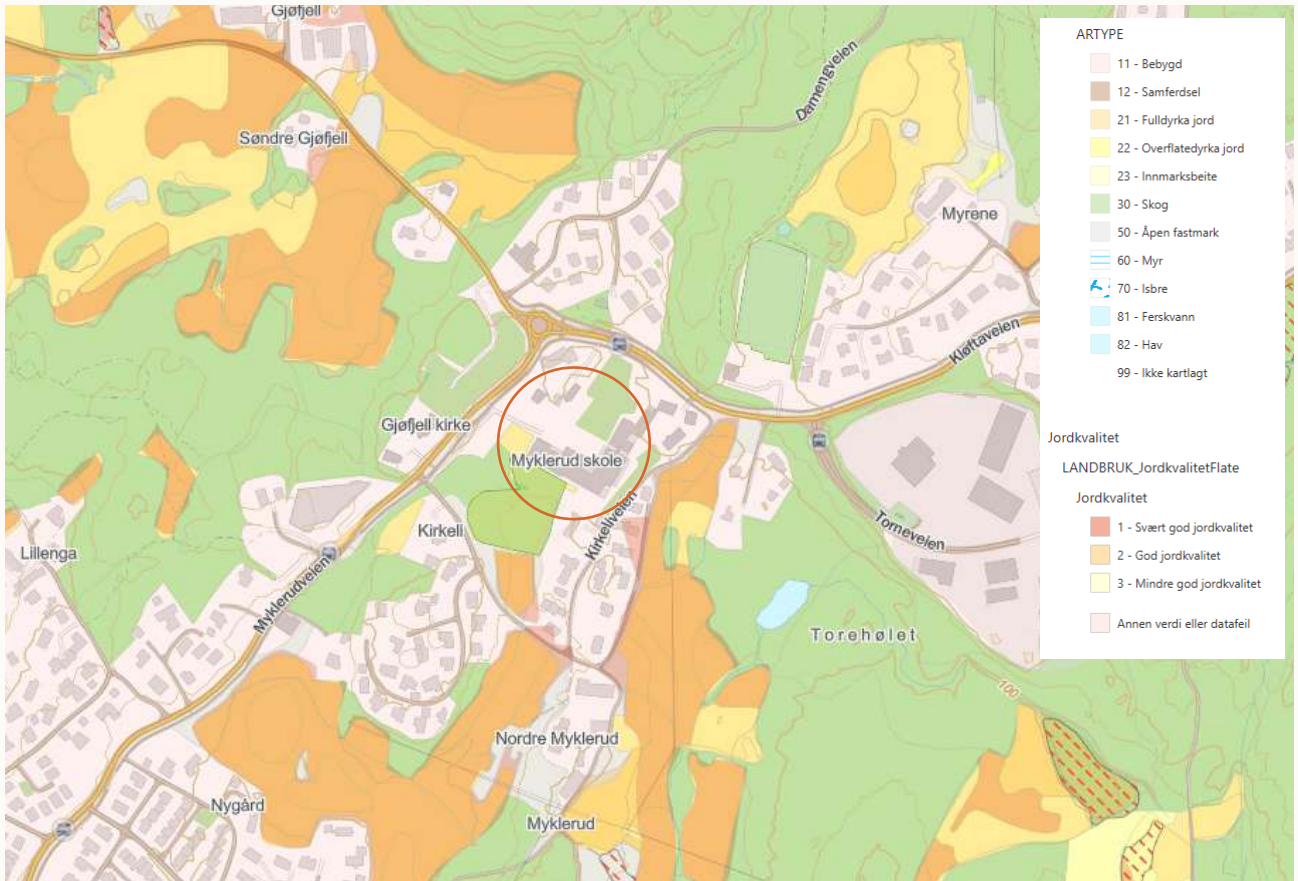 Gjøfjell
Damengveien
Søndre Gjøfjell
Myrene
Kløftaveien
Gjøfjell kirke
Myklerud skole
Kirkell
Kirkeliveien
Torneveien
Lillenga
Myklerudveien
Torehølet
100
Nordre Myklerud
Nygård
Myklerud
ARTYPE
11 - Bebygd
12 - Samferdsel
21 - Fulldyrka jord
22 - Overflatedyrka jord
23 - Innmarksbeite
30 - Skog
50 - Åpen fastmark
60 - Myr
70 - Isbre
81 - Ferskvann
82 - Hav
99 - Ikke kartlagt
Jordkvalitet
LANDBRUK_JordkvalitetFlate
Jordkvalitet
1 - Svært god jordkvalitet
2 - God jordkvalitet
3 - Mindre god jordkvalitet
Annen verdi eller datafeil